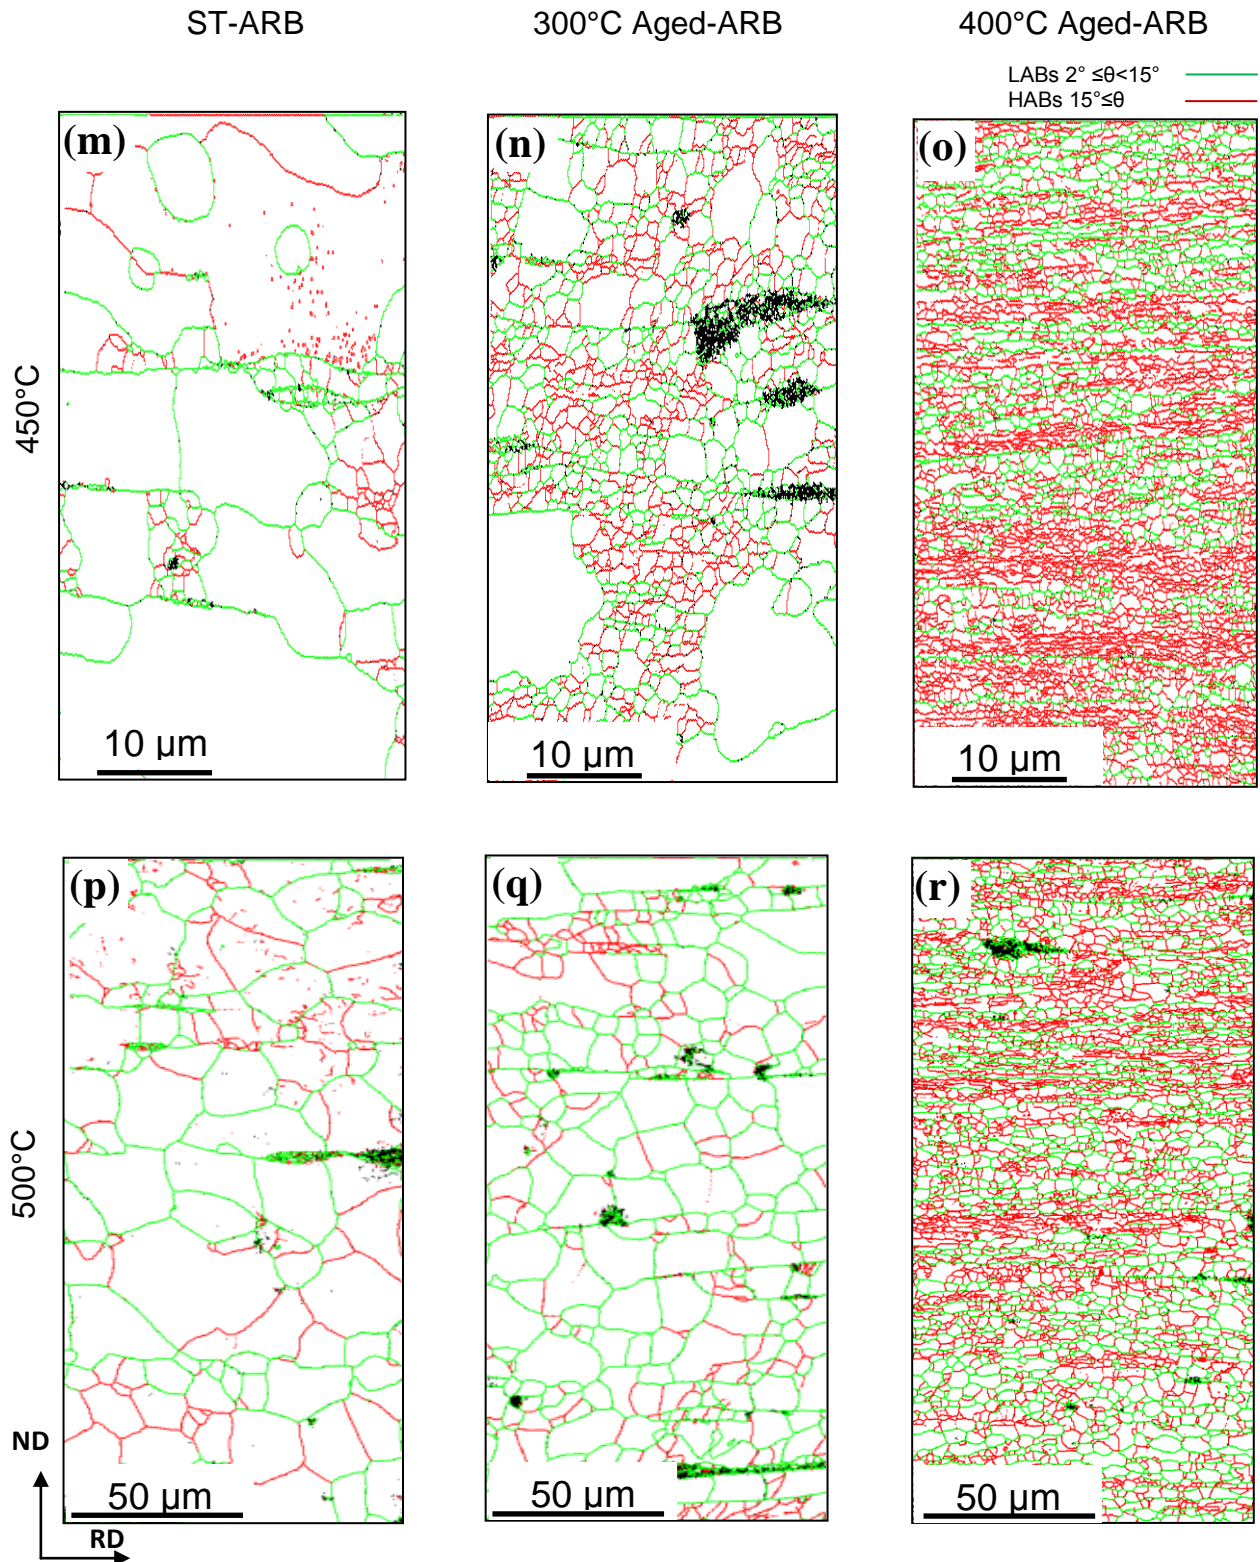 ST-ARB 300°C Aged-ARB 400°C Aged-ARB
LABs 2° ≤θ<15°
HABs 15°≤θ
(m) (n) (o)
450°C
10 µm 10 µm 10 µm
(p) (q) (r)
500°C
ND
50 µm 50 µm 50 µm
RD